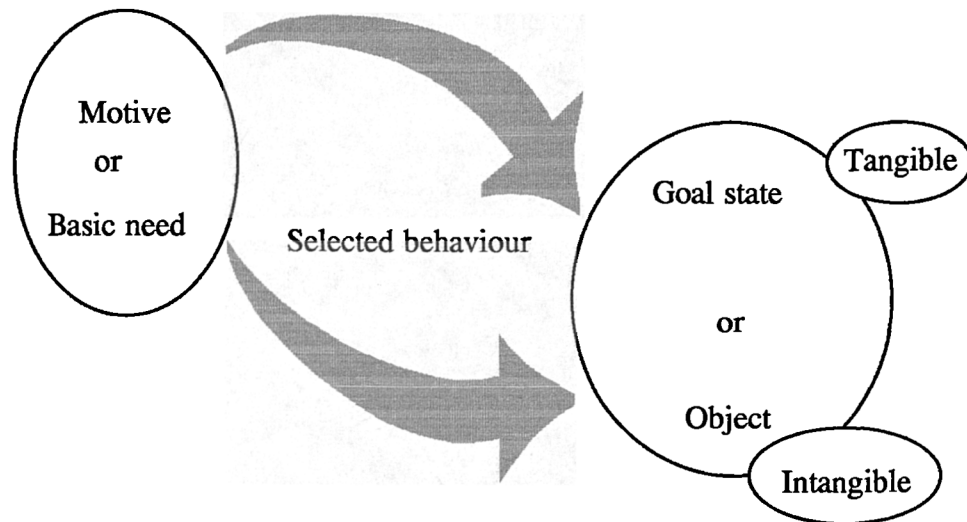 Motive
or
Basic need
Selected behaviour
Goal state
or
Object
Tangible
Intangible